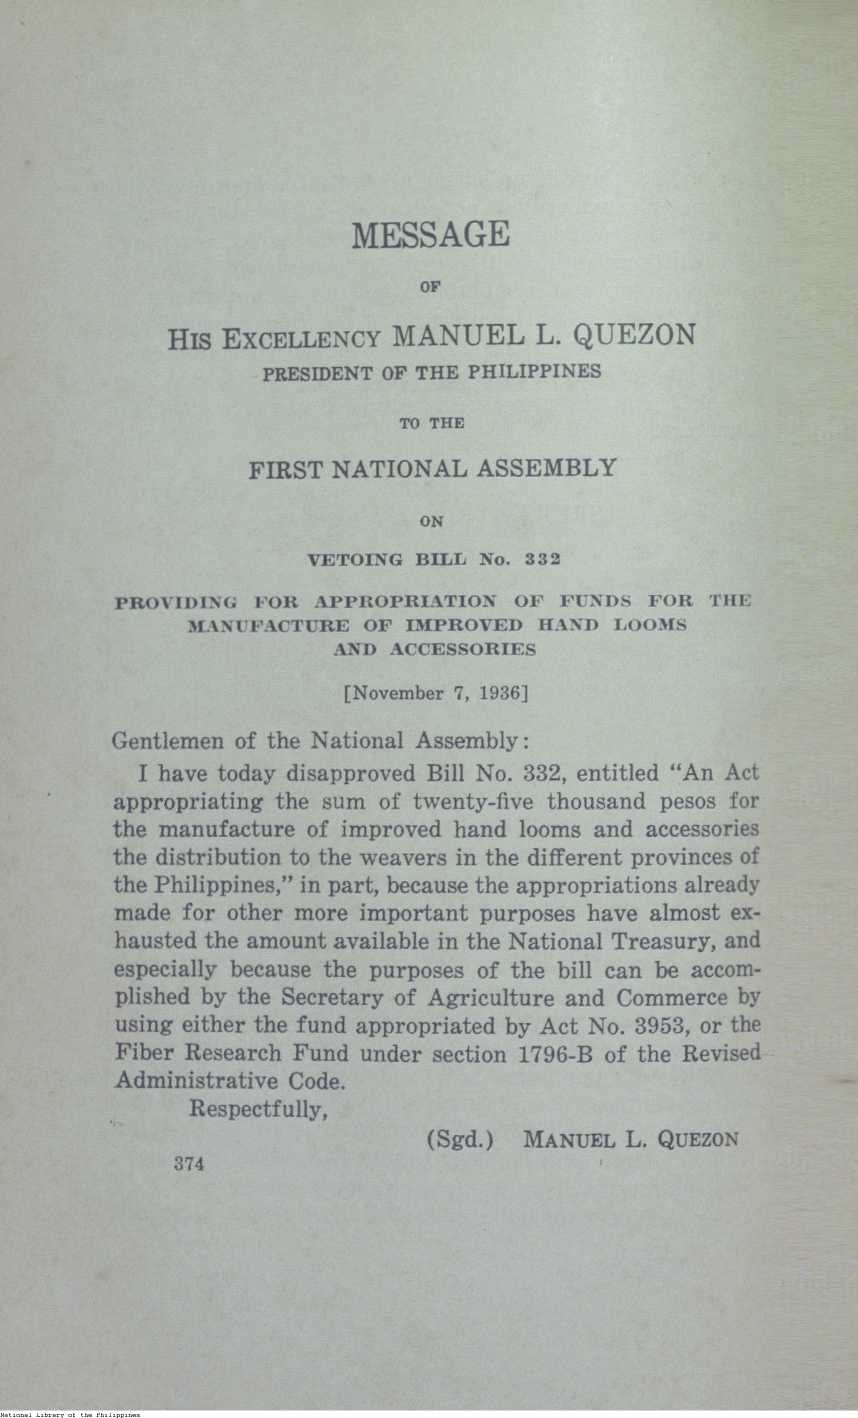 MESSAGE
OF
HIS EXCELLENCY MANUEL L. QUEZON
PRESIDENT OF THE PHILIPPINES
TO THE
FIRST NATIONAL ASSEMBLY
ON
VETOING BILL No. 332
PROVIDING FOR APPROPRIATION OF FUNDS FOR THE
MANUFACTURE OF IMPROVED HAND LOOMS
AND ACCESSORIES
[November 7, 1936]
Gentlemen of the National Assembly:
I have today disapproved Bill No. 332, entitled “An Act
appropriating the sum of twenty-five thousand pesos for
the manufacture of improved hand looms and accessories
the distribution to the weavers in the different provinces of
the Philippines,” in part, because the appropriations already
made for other more important purposes have almost ex-
hausted the amount available in the National Treasury, and
especially because the purposes of the bill can be accom-
plished by the Secretary of Agriculture and Commerce by
using either the fund appropriated by Act No. 3953, or the
Fiber Research Fund under section 1796-B of the Revised
Administrative Code.
Respectfully,
(Sgd.) MANUEL L. QUEZON
374
National Library of the Philippines